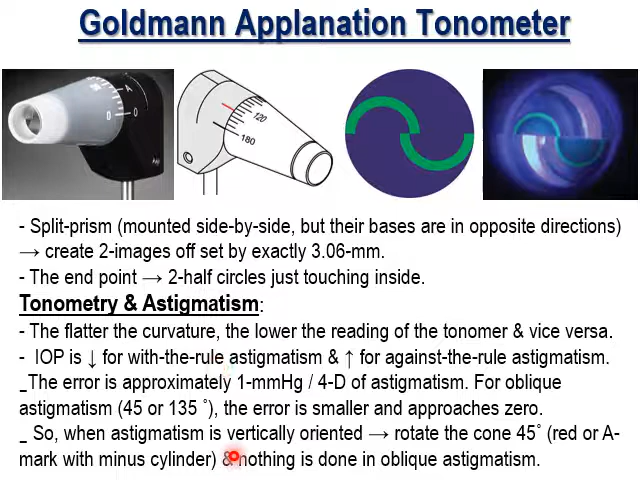 Goldmann Applanation Tonometer
A
0 0
120
180
- Split-prism (mounted side-by-side, but their bases are in opposite directions)
→ create 2-images off set by exactly 3.06-mm.
- The end point → 2-half circles just touching inside.
Tonometry & Astigmatism:
- The flatter the curvature, the lower the reading of the tonomer & vice versa.
- IOP is ↓ for with-the-rule astigmatism & ↑ for against-the-rule astigmatism.
_The error is approximately 1-mmHg / 4-D of astigmatism. For oblique
astigmatism (45 or 135 ˚), the error is smaller and approaches zero.
_ So, when astigmatism is vertically oriented → rotate the cone 45˚ (red or A-
mark with minus cylinder) & nothing is done in oblique astigmatism.